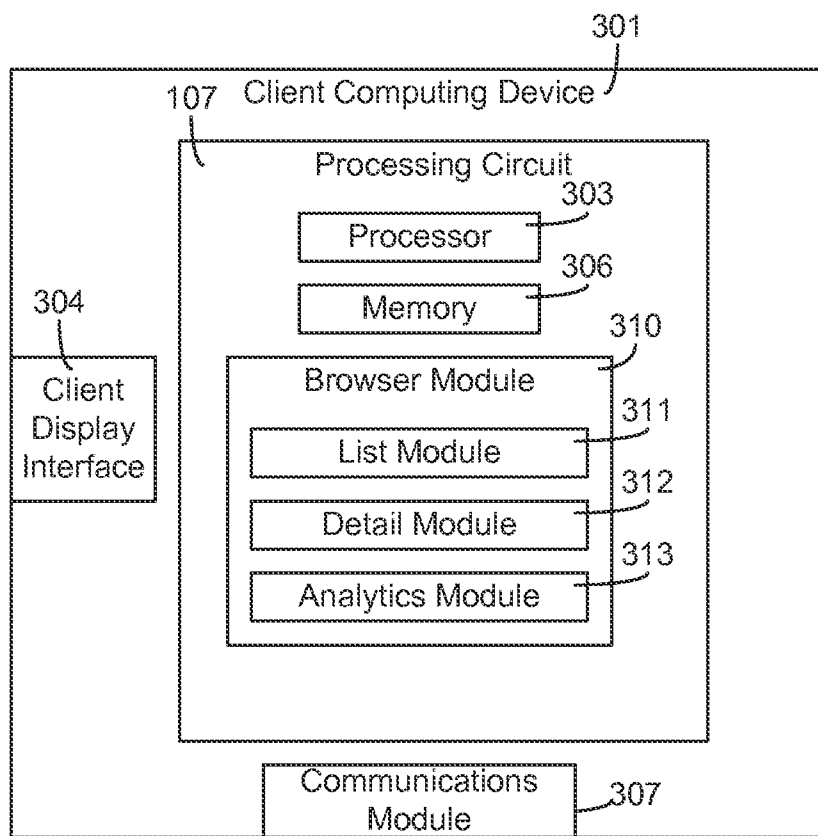 301
Client Computing Device
107
Processing Circuit
303
Processor
306
Memory
304
Client
Display
Interface
310
Browser Module
311
List Module
312
Detail Module
313
Analytics Module
Communications
Module
307